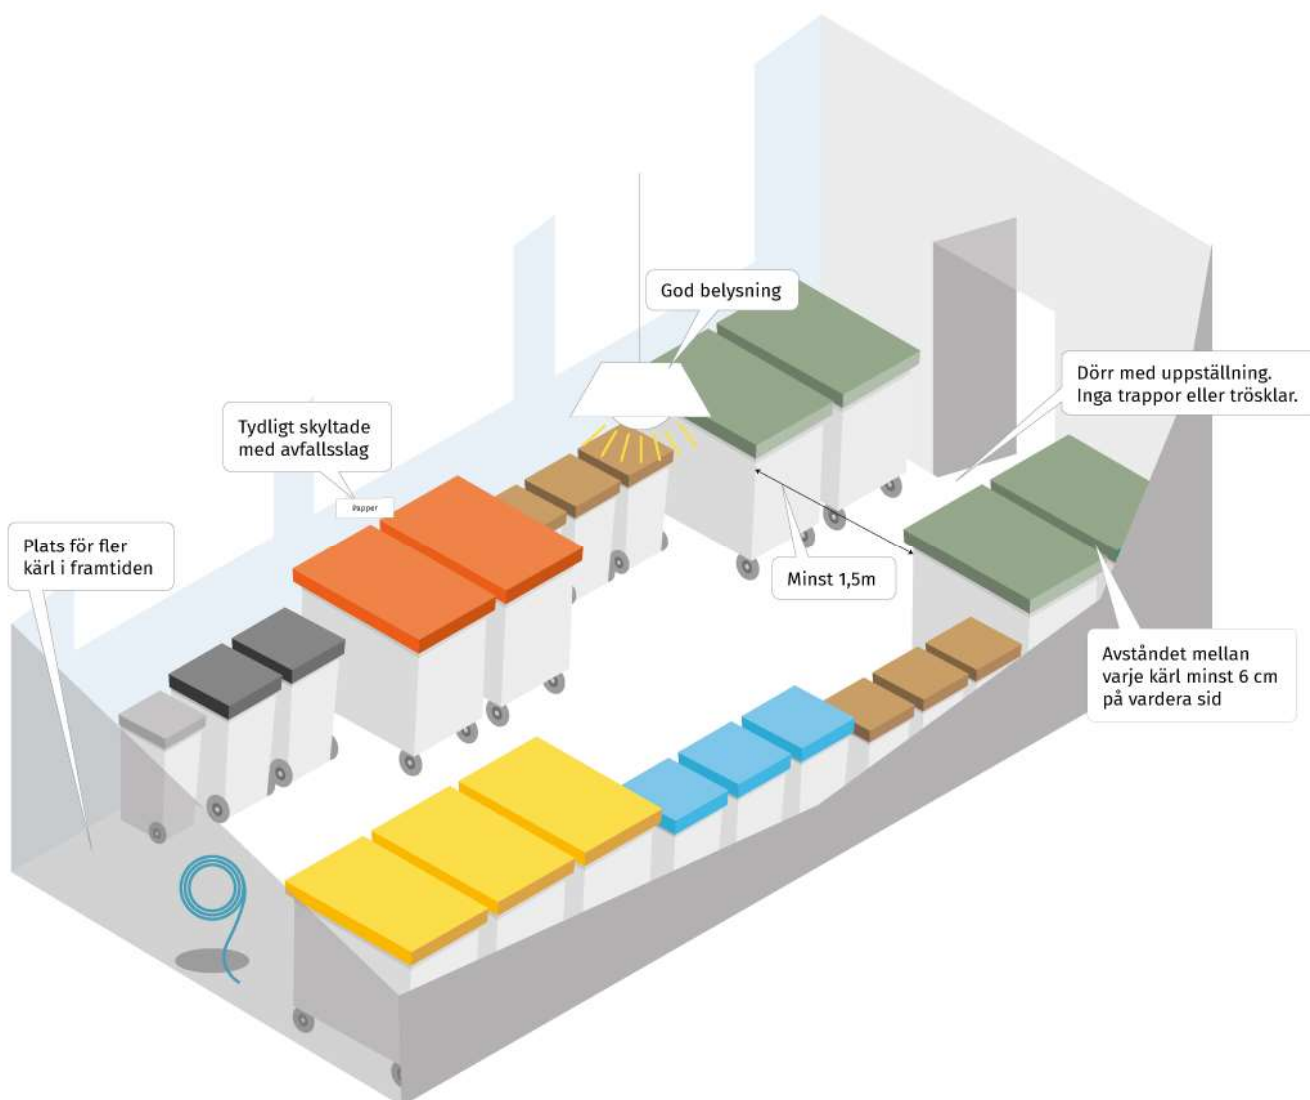 God belysning
Dörr med uppställning.
Inga trappor eller trösklar.
Tydligt skyltade
med avfallsslag
Papper
Plats för fler
kärl i framtiden
Minst 1,5m
Avståndet mellan
varje kärl minst 6 cm
på vardera sid